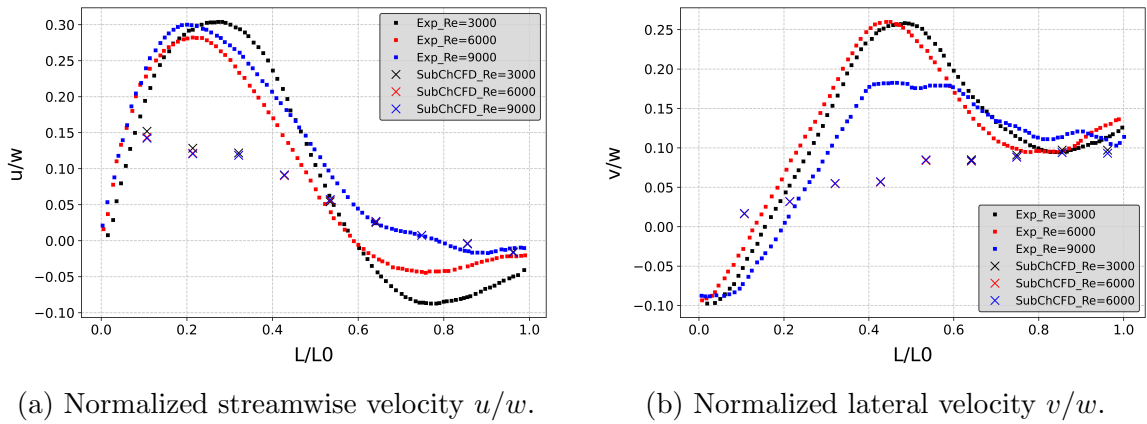 0.30
0.25
0.20
0.15
0.10
0.05
0.00
−0.05
−0.10
u/w
0.0 0.2 0.4 0.6 0.8 1.0
L/L0
Exp_Re=3000
Exp_Re=6000
Exp_Re=9000
SubChCFD_Re=3000
SubChCFD_Re=6000
SubChCFD_Re=9000
(a) Normalized streamwise velocity u/w.
0.25
0.20
0.15
0.10
0.05
0.00
−0.05
−0.10
v/w
0.0 0.2 0.4 0.6 0.8 1.0
L/L0
Exp_Re=3000
Exp_Re=6000
Exp_Re=9000
SubChCFD_Re=3000
SubChCFD_Re=6000
SubChCFD_Re=9000
(b) Normalized lateral velocity v/w.